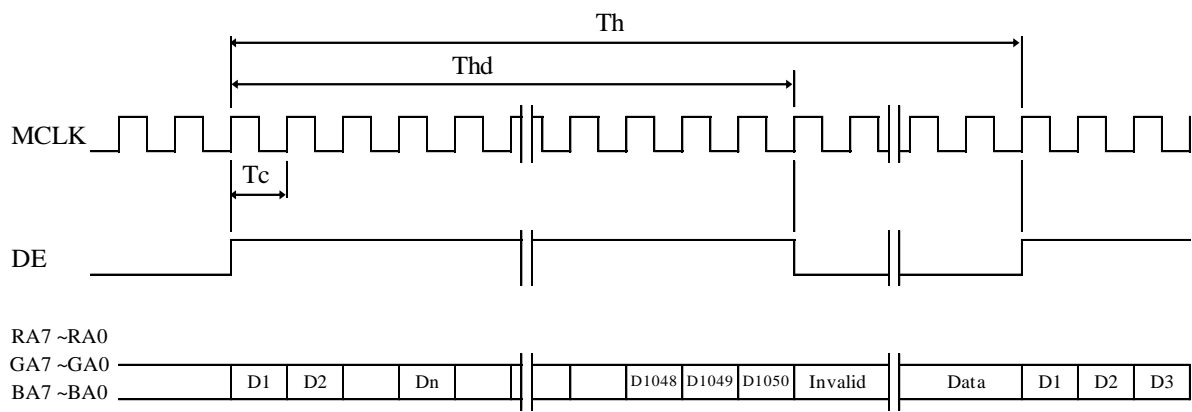 Th
Thd
MCLK
Tc
DE
RA7 ~RA0
GA7 ~GA0
BA7 ~BA0
D1 D2 Dn D1048 D1049 D1050 Invalid Data D1 D2 D3